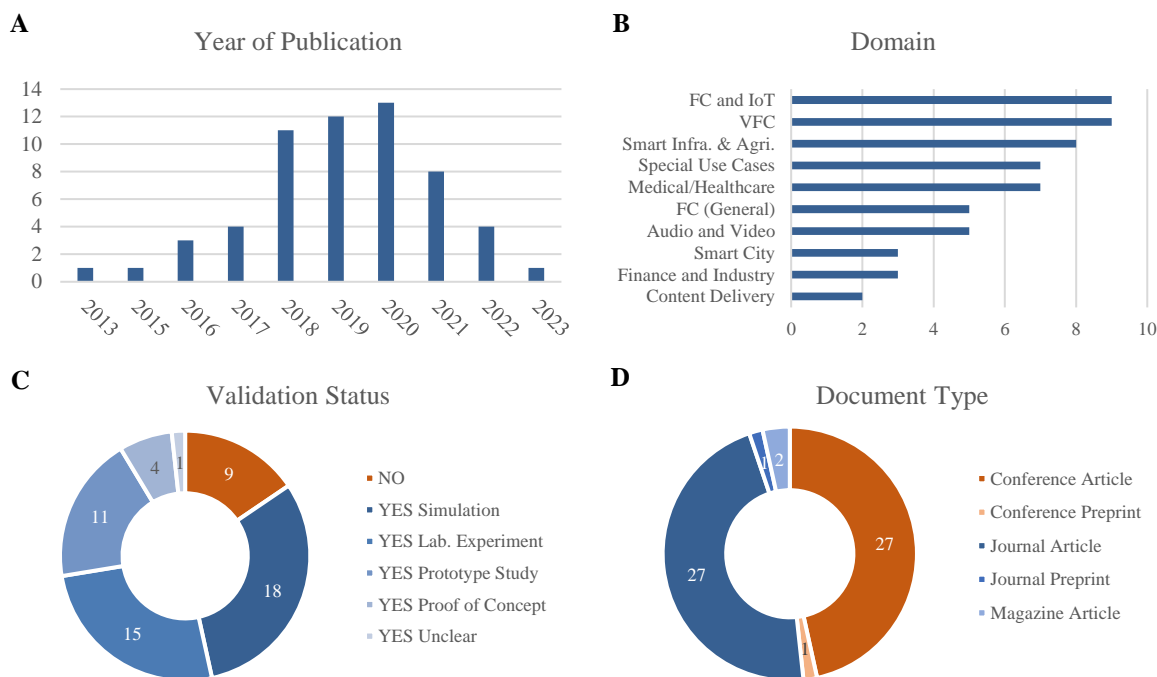 A
Year of Publication
14
12
10
8
6
4
2
0
2013
2015
2016
2017
2018
2019
2020
2021
2022
2023
B
Domain
FC and IoT
VFC
Smart Infra. & Agri.
Special Use Cases
Medical/Healthcare
FC (General)
Audio and Video
Smart City
Finance and Industry
Content Delivery
0 2 4 6 8 10
C
Validation Status
9
18
15
11
4
1
NO
YES Simulation
YES Lab. Experiment
YES Prototype Study
YES Proof of Concept
YES Unclear
D
Document Type
27
1
27
1
2
Conference Article
Conference Preprint
Journal Article
Journal Preprint
Magazine Article